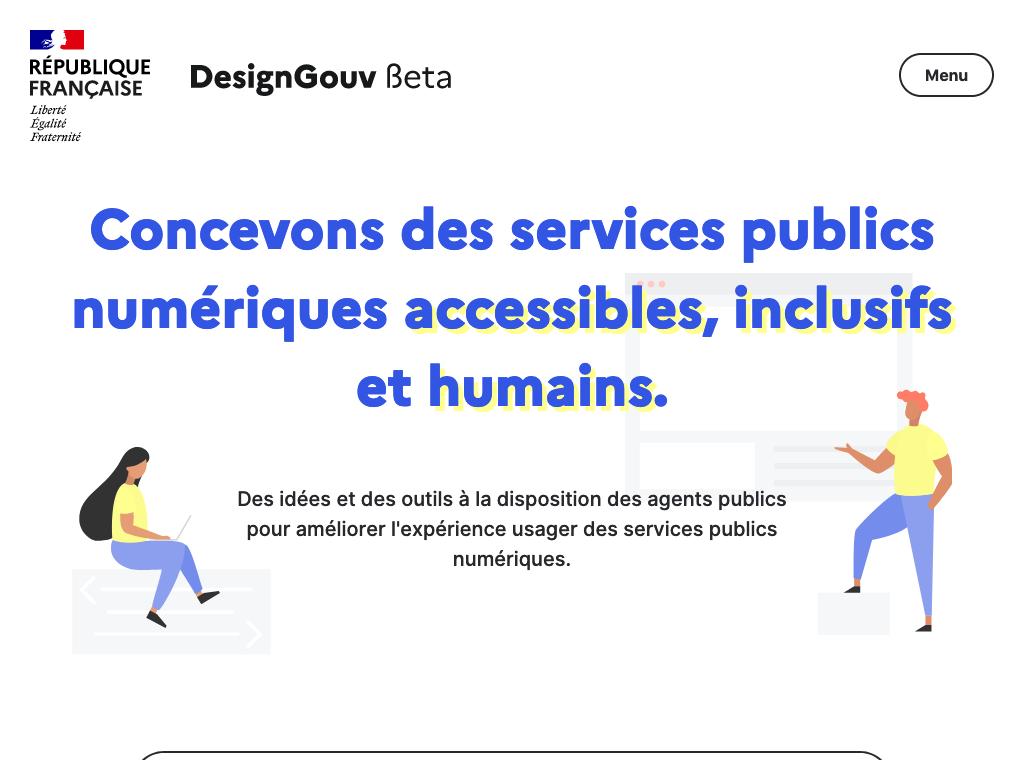 RÉPUBLIQUE
FRANÇAISE
Liberté
Égalité
Fraternité
DesignGouv ßeta
Menu
Concevons des services publics
numériques accessibles, inclusifs
et humains.
Des idées et des outils à la disposition des agents publics
pour améliorer l'expérience usager des services publics
numériques.